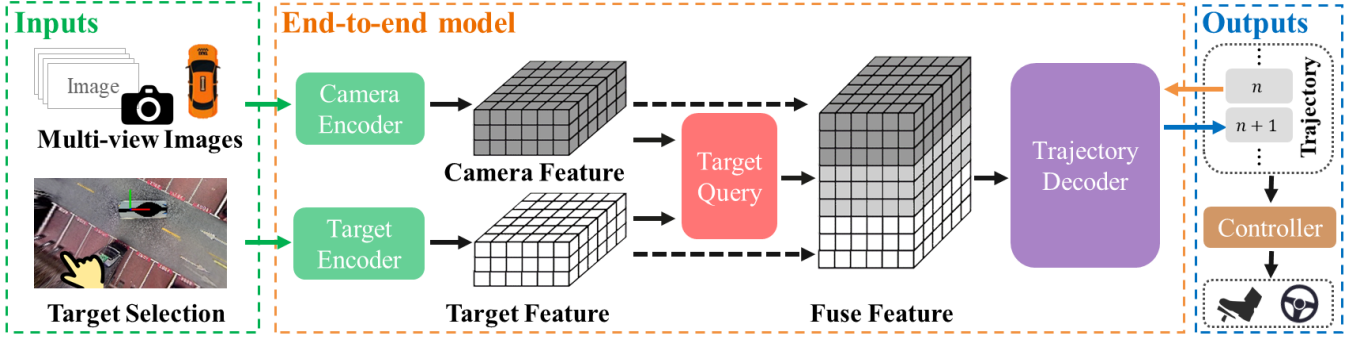 Inputs
Image
Multi-view Images
Target Selection
End-to-end model
Camera
Encoder
Camera Feature
Target
Encoder
Target Feature
Target
Query
Fuse Feature
Trajectory
Decoder
Outputs
n
n + 1
Trajectory
Controller